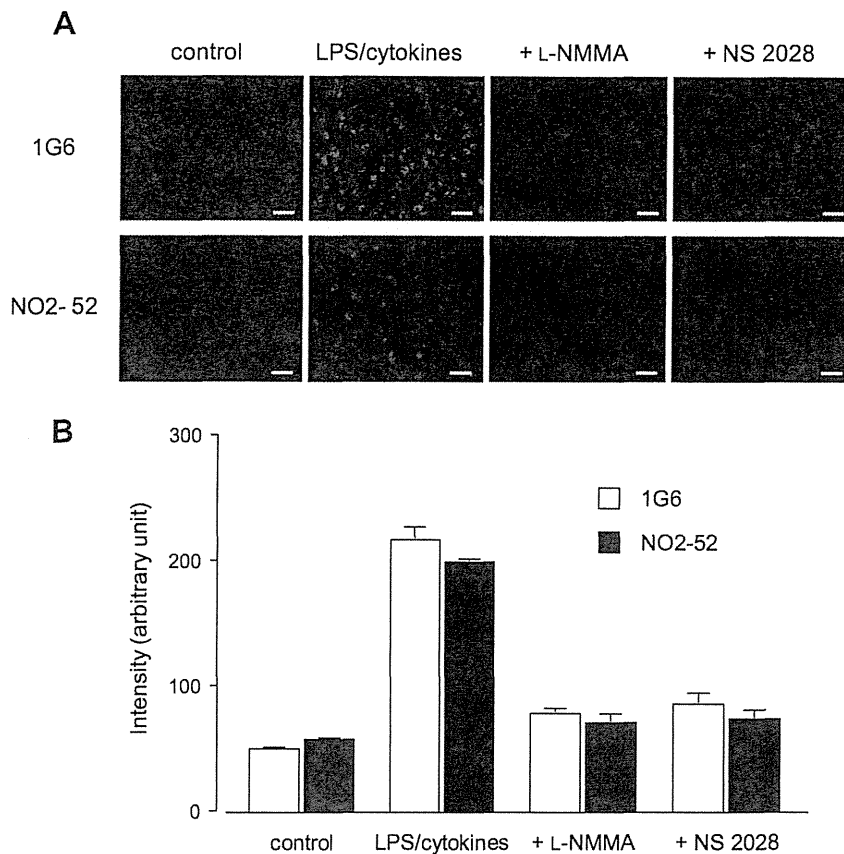 A
control LPS/cytokines + L-NMMA + NS 2028
1G6
NO2- 52
B
300
200
100
0
Intensity (arbitrary unit)
1G6
NO2-52
control LPS/cytokines + L-NMMA + NS 2028